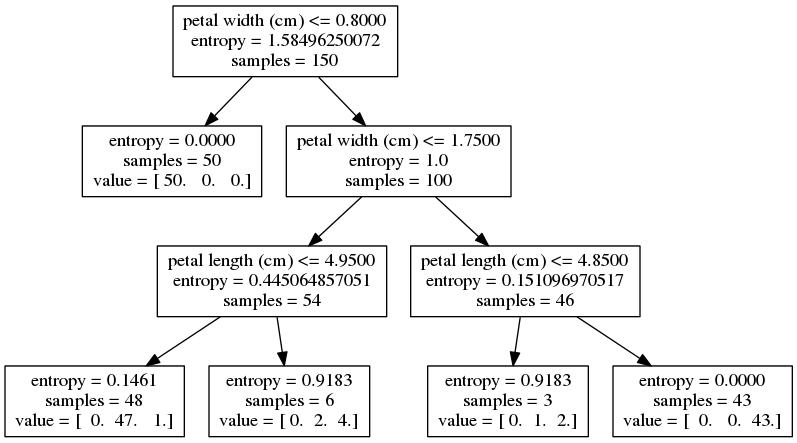 petal width (cm) <= 0.8000
entropy = 1.58496250072
samples = 150
entropy = 0.0000
samples = 50
value = [ 50.   0.   0.]
petal width (cm) <= 1.7500
entropy = 1.0
samples = 100
petal length (cm) <= 4.9500
entropy = 0.445064857051
samples = 54
petal length (cm) <= 4.8500
entropy = 0.151096970517
samples = 46
entropy = 0.1461
samples = 48
value = [  0.  47.   1.]
entropy = 0.9183
samples = 6
value = [ 0.  2.  4.]
entropy = 0.9183
samples = 3
value = [ 0.  1.  2.]
entropy = 0.0000
samples = 43
value = [  0.   0.  43.]